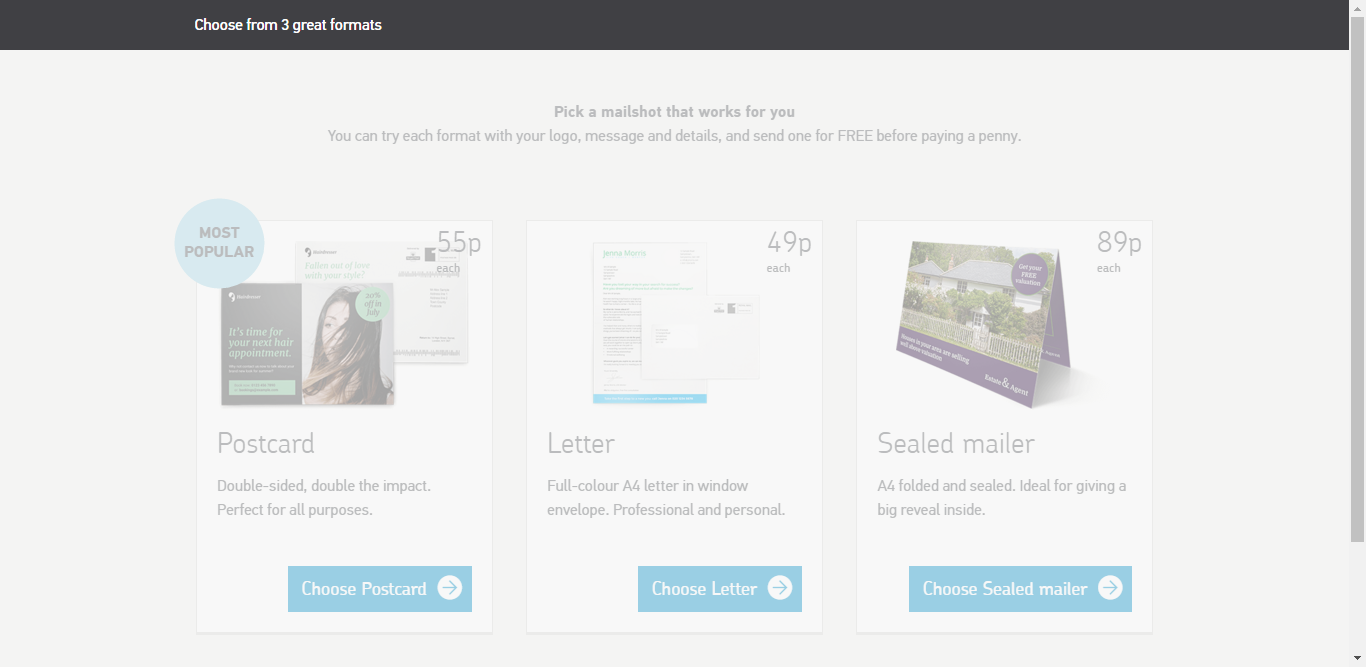 Choose from 3 great formats
Pick a mailshot that works for you
You can try each format with your logo, message and details, and send one for FREE before paying a penny.
MOST
POPULAR
55p
each
Fallen out of love
with your style?
20%
off in
July
It's time for
your next hair
appointment.
Postcard
Double-sided, double the impact.
Perfect for all purposes.
Choose Postcard
49p
each
Jenna Morris
Letter
Full-colour A4 letter in window
envelope. Professional and personal.
Choose Letter
89p
each
Get your
FREE
valuation
Houses in your area are selling
well above valuation
Estate & Agent
Sealed mailer
A4 folded and sealed. Ideal for giving a
big reveal inside.
Choose Sealed mailer